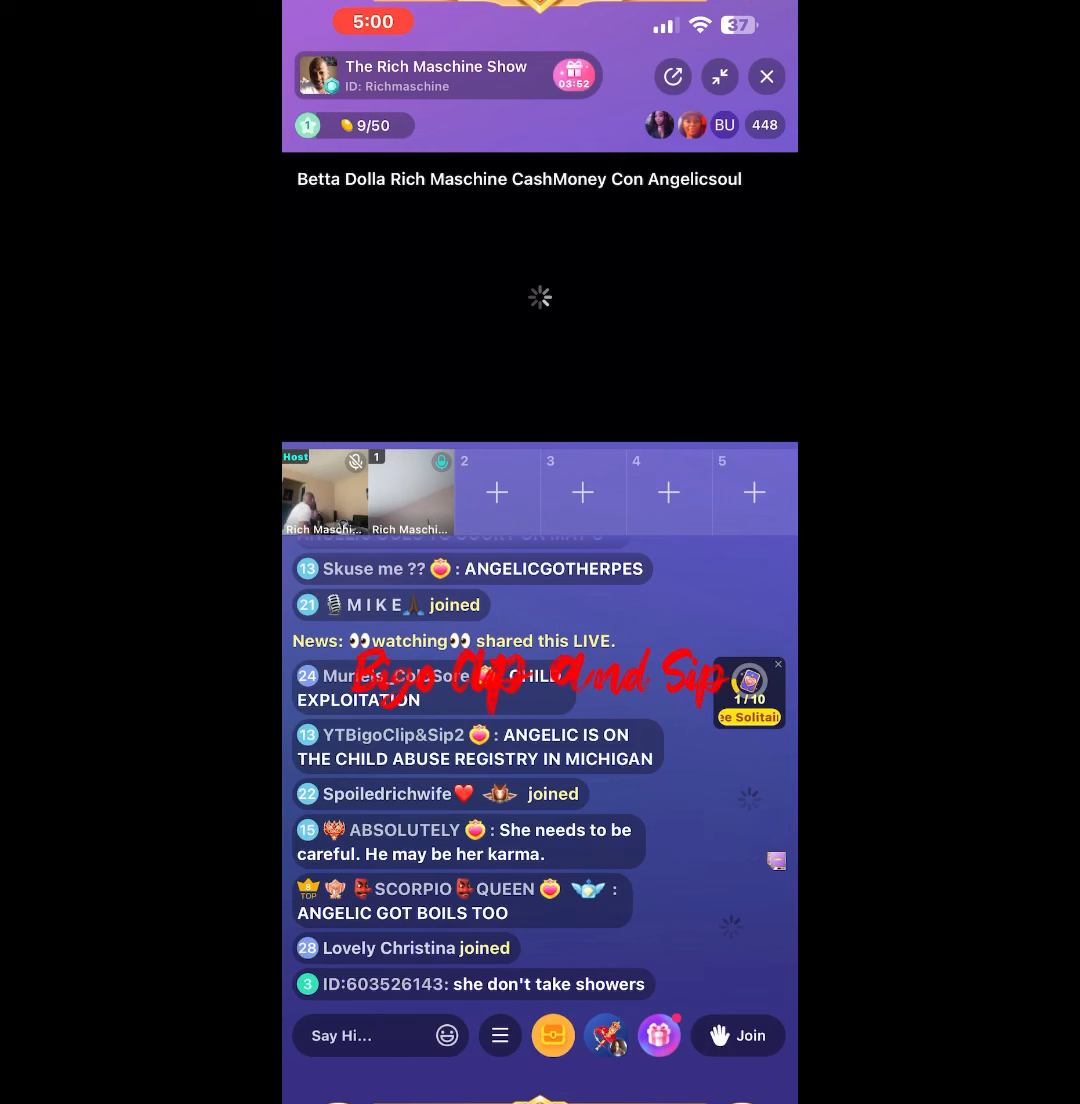 5:00
37
The Rich Maschine Show
ID: Richmaschine
03:52
1 9/50
BU 448
Betta Dolla Rich Maschine CashMoney Con Angelicsoul
Host 1 2 3 4 5
Rich Maschi... Rich Maschi...
13 Skuse me ?? : ANGELICGOTHERPES
21 M I K E joined
News: 👀watching👀 shared this LIVE.
Bigo Clip And Sip
24 Muriels_ColdSore : CHILD
EXPLOITATION
1/10
ee Solitair
13 YTBigoClip&Sip2 : ANGELIC IS ON
THE CHILD ABUSE REGISTRY IN MICHIGAN
22 Spoiledrichwife❤️ joined
15 ABSOLUTELY : She needs to be
careful. He may be her karma.
TOP SCORPIO QUEEN :
ANGELIC GOT BOILS TOO
28 Lovely Christina joined
3 ID:603526143: she don't take showers
Say Hi... Join